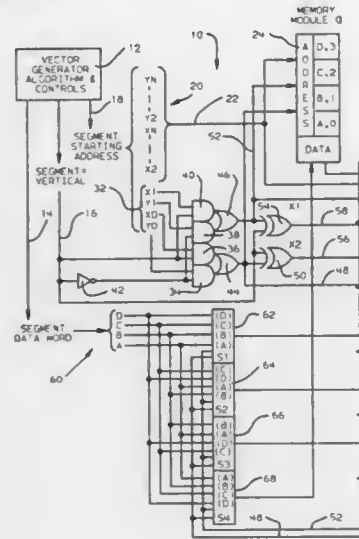 MEMORY
MODULE 0
24
A D,3
D
D C,2
R
E B,1
S
S A,0
DATA
12
VECTOR
GENERATOR
ALGORITHM &
CONTROLS
10
18
SEGMENT
STARTING
ADDRESS
YN
Y2
XN
X2
20
22
52
SEGMENT=
VERTICAL
32
X1
Y1
X0
Y0
40
46
38
36
34
44
54
X1
58
X2
56
50
48
14
16
42
SEGMENT
DATA WORD
D
C
B
A
60
(D)
(C)
(B)
(A)
S1
62
(C)
(D)
(A)
(B)
S2
64
(B)
(A)
(D)
(C)
S3
66
(A)
(B)
(C)
(D)
S4
68
48
52